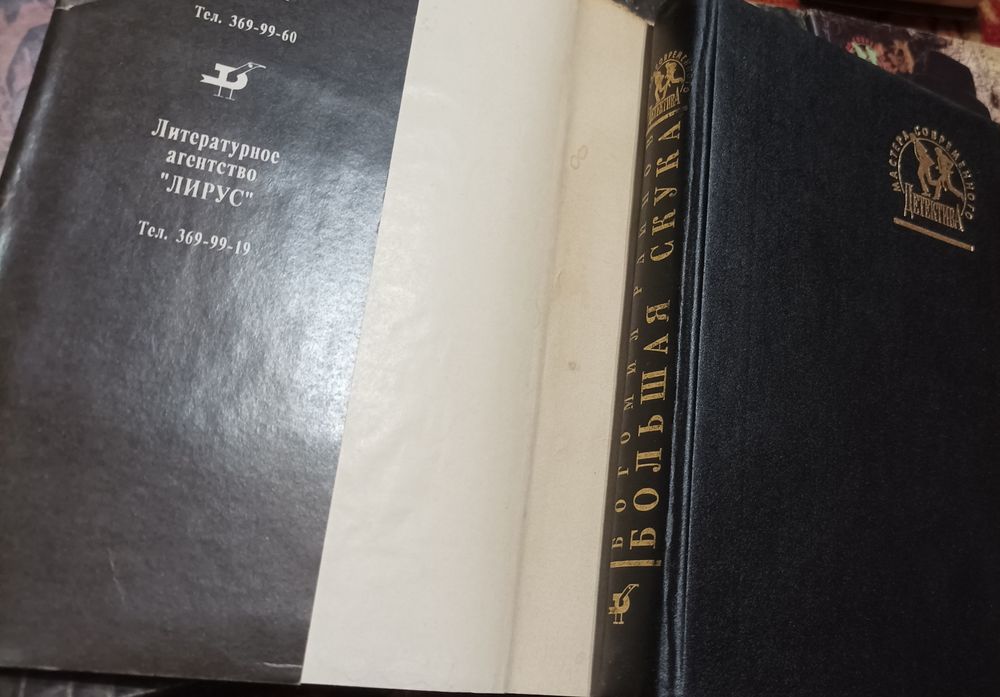 Тел. 369-99-60
Литературное
агентство
"ЛИРУС"
Тел. 369-99-19
БОГОМИЛ РАЙНОВ
БОЛЬШАЯ СКУКА
СОВРЕМЕННОГО
ДЕТЕКТИВА
МАСТЕРА СОВРЕМЕННОГО
ДЕТЕКТИВА